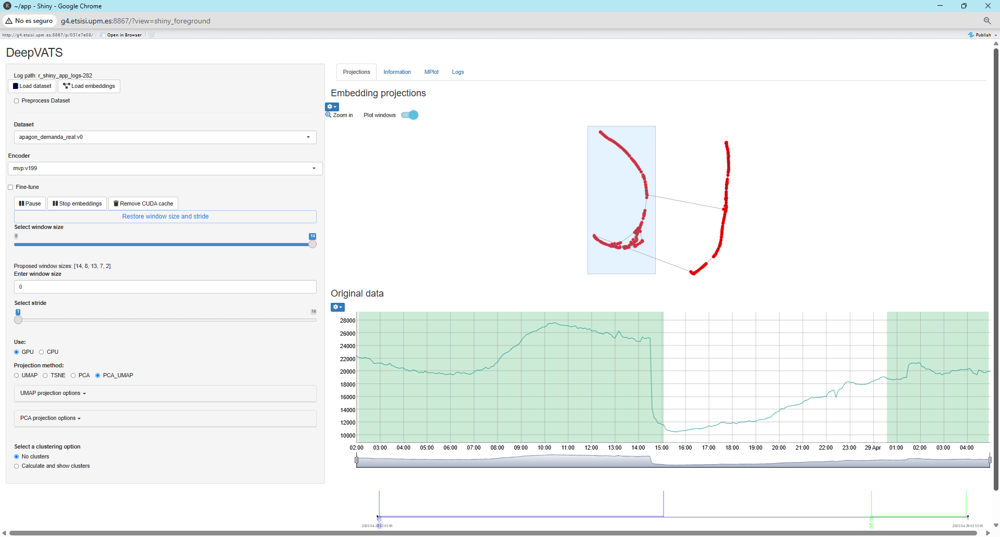 ~/app - Shiny - Google Chrome
No es seguro
g4.etsisi.upm.es:8867/?view=shiny_foreground
http://g4.etsisi.upm.es:8867/p/031e7e08/
Open in Browser
Publish
DeepVATS
Log path: r_shiny_app_logs-282
Load dataset
Load embeddings
Preprocess Dataset
Dataset
apagon_demanda_real:v0
Encoder
mvp:v199
Fine-tune
Pause
Stop embeddings
Remove CUDA cache
Restore window size and stride
Select window size
8
14
Proposed window sizes: [14, 8, 13, 7, 2]
Enter window size
0
Select stride
1
14
Use:
GPU
CPU
Projection method:
UMAP
TSNE
PCA
PCA_UMAP
UMAP projection options
PCA projection options
Select a clustering option
No clusters
Calculate and show clusters
Projections
Information
MPlot
Logs
Embedding projections
Zoom in
Plot windows
Original data
28000
26000
24000
22000
20000
18000
16000
14000
12000
10000
02:00
03:00
04:00
05:00
06:00
07:00
08:00
09:00
10:00
11:00
12:00
13:00
14:00
15:00
16:00
17:00
18:00
19:00
20:00
21:00
22:00
23:00
29 Apr
01:00
02:00
03:00
04:00
2025-04-29 02:55:00